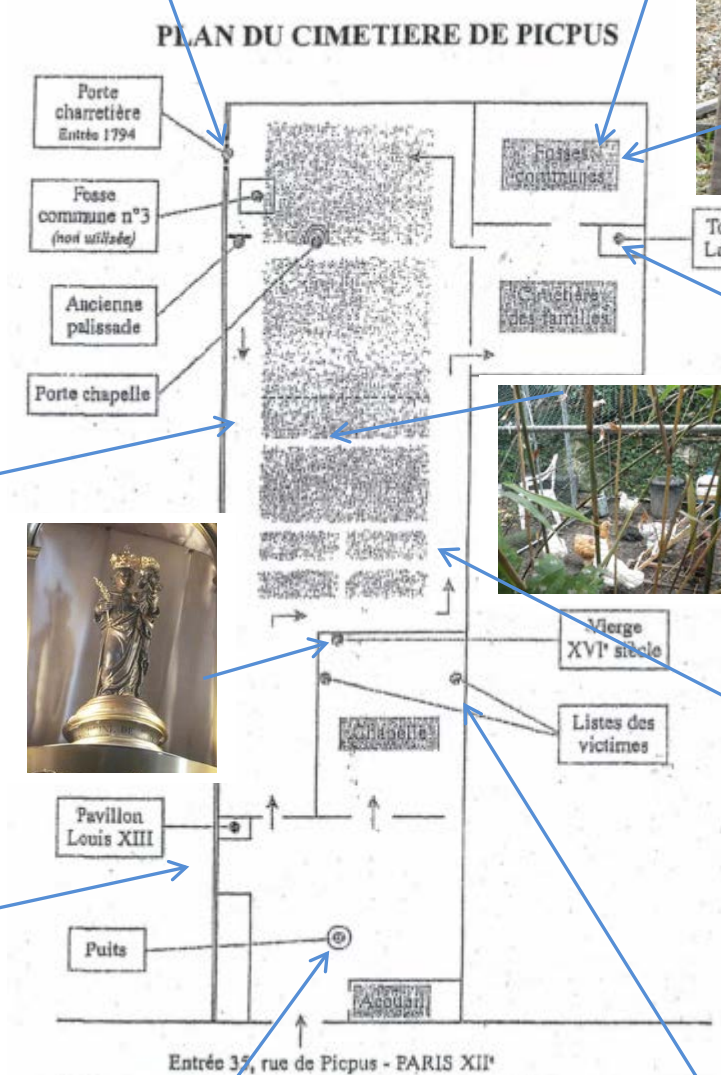 PLAN DU CIMETIERE DE PICPUS
Porte
charretière
Entrée 1794
Fosses
communes
Fosse
commune n°3
(non utilisée)
To
La
Ancienne
palissade
Cimetière
des familles
Porte chapelle
Vierge
XVIᵉ siècle
Listes des
victimes
Chapelle
Pavillon
Louis XIII
Puits
Accueil
Entrée 35, rue de Picpus - PARIS XIIᵉ